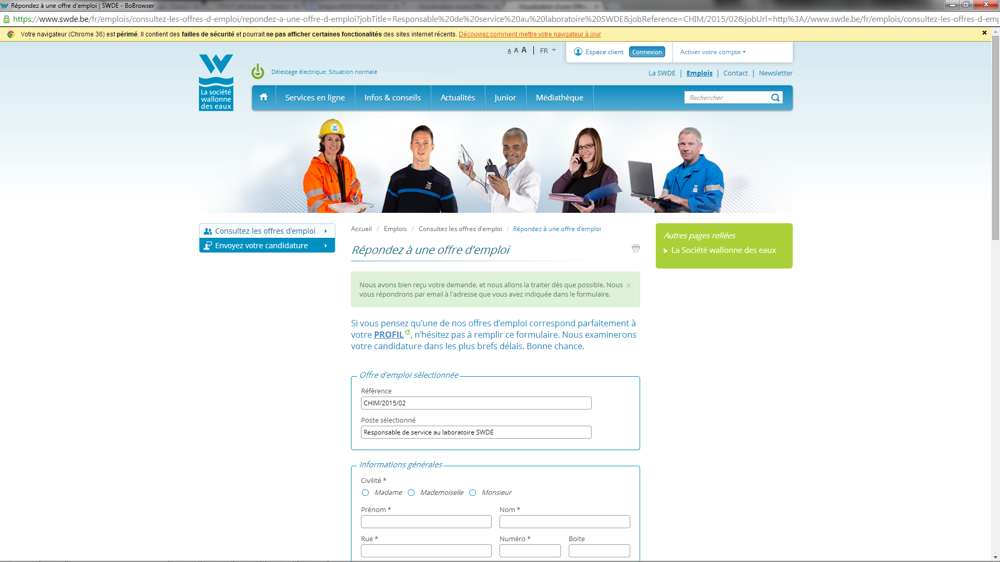 Répondez à une offre d'emploi | SWDE - BoBrowser
https://www.swde.be/fr/emplois/consultez-les-offres-d-emploi/repondez-a-une-offre-d-emploi?jobTitle=Responsable%20de%20service%20au%20laboratoire%20SWDE&jobReference=CHIM/2015/02&jobUrl=http%3A//www.swde.be/fr/emplois/consultez-les-offres-d-emp
Votre navigateur (Chrome 36) est périmé. Il contient des failles de sécurité et pourrait ne pas afficher certaines fonctionalités des sites internet récents. Découvrez comment mettre votre navigateur à jour
A A A FR Espace client Connexion Activer votre compte
Délestage électrique: Situation normale
La SWDE Emplois Contact Newsletter
La société
wallonne
des eaux
Services en ligne Infos & conseils Actualités Junior Médiathèque Rechercher
Consultez les offres d’emploi
Envoyez votre candidature
Accueil / Emplois / Consultez les offres d’emploi / Répondez à une offre d’emploi
Répondez à une offre d’emploi
Autres pages reliées
La Société wallonne des eaux
Nous avons bien reçu votre demande, et nous allons la traiter dès que possible. Nous
vous répondrons par email à l'adresse que vous avez indiquée dans le formulaire.
Si vous pensez qu’une de nos offres d’emploi correspond parfaitement à
votre PROFIL, n’hésitez pas à remplir ce formulaire. Nous examinerons
votre candidature dans les plus brefs délais. Bonne chance.
Offre d'emploi sélectionnée
Référence
CHIM/2015/02
Poste sélectionné
Responsable de service au laboratoire SWDE
Informations générales
Civilité *
Madame Mademoiselle Monsieur
Prénom * Nom *
Rue * Numéro * Boite